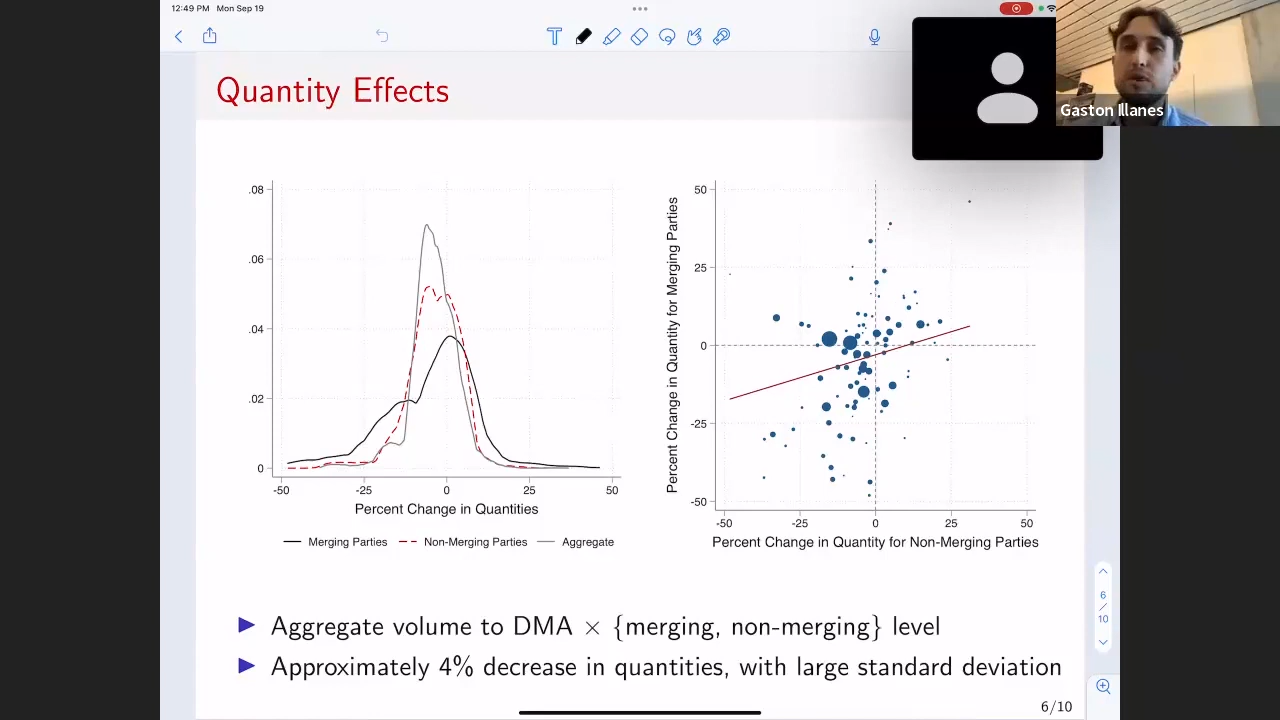 12:49 PM Mon Sep 19
Gaston Illanes
Quantity Effects
.08
.06
.04
.02
0
-50 -25 0 25 50
Percent Change in Quantities
Merging Parties Non-Merging Parties Aggregate
Percent Change in Quantity for Merging Parties
50
25
0
-25
-50
-50 -25 0 25 50
Percent Change in Quantity for Non-Merging Parties
Aggregate volume to DMA × {merging, non-merging} level
Approximately 4% decrease in quantities, with large standard deviation
6
/
10
6/10